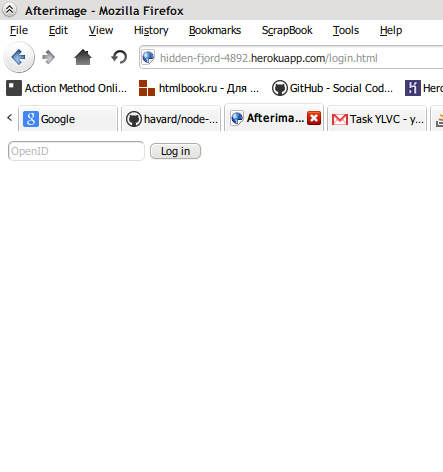 Afterimage - Mozilla Firefox
File Edit View History Bookmarks ScrapBook Tools Help
hidden-fjord-4892.herokuapp.com/login.html
Action Method Onli... htmlbook.ru - Для ... GitHub - Social Cod... Hero
< Google havard/node-... Afterima... Task YLVC - y...
OpenID Log in